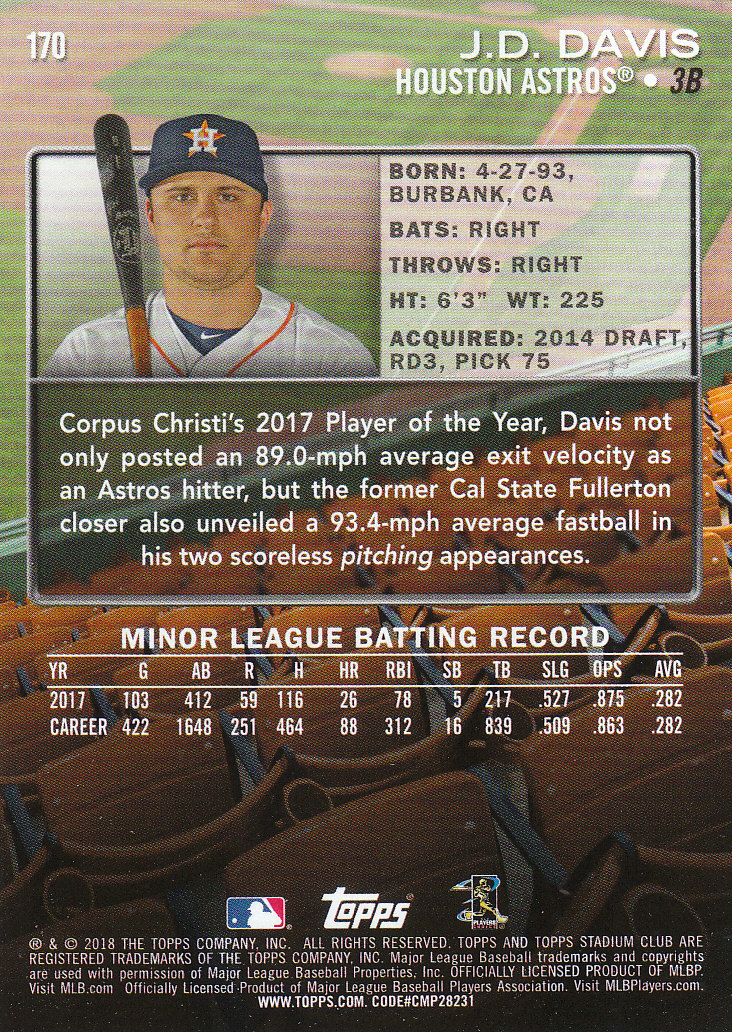 170
J.D. DAVIS
HOUSTON ASTROS® • 3B
BORN: 4-27-93,
BURBANK, CA
BATS: RIGHT
THROWS: RIGHT
HT: 6'3" WT: 225
ACQUIRED: 2014 DRAFT,
RD3, PICK 75
Corpus Christi's 2017 Player of the Year, Davis not
only posted an 89.0-mph average exit velocity as
an Astros hitter, but the former Cal State Fullerton
closer also unveiled a 93.4-mph average fastball in
his two scoreless pitching appearances.
MINOR LEAGUE BATTING RECORD
YR G AB R H HR RBI SB TB SLG OPS AVG
2017 103 412 59 116 26 78 5 217 .527 .875 .282
CAREER 422 1648 251 464 88 312 16 839 .509 .863 .282
Topps®
PLAYERS
® & © 2018 THE TOPPS COMPANY, INC. ALL RIGHTS RESERVED. TOPPS AND TOPPS STADIUM CLUB ARE
REGISTERED TRADEMARKS OF THE TOPPS COMPANY, INC. Major League Baseball trademarks and copyrights
are used with permission of Major League Baseball Properties, Inc. OFFICIALLY LICENSED PRODUCT OF MLBP.
Visit MLB.com Officially Licensed Product of Major League Baseball Players Association. Visit MLBPlayers.com.
WWW.TOPPS.COM. CODE#CMP28231